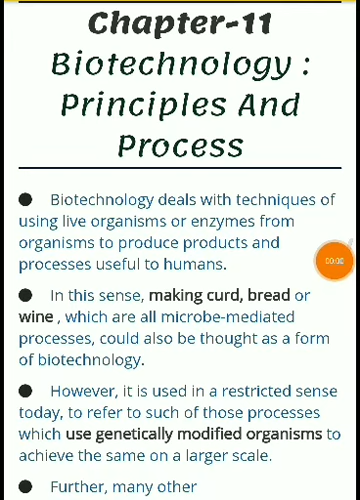 Chapter-11
Biotechnology :
Principles And
Process
● Biotechnology deals with techniques of
using live organisms or enzymes from
organisms to produce products and
processes useful to humans.
00:00
● In this sense, making curd, bread or
wine , which are all microbe-mediated
processes, could also be thought as a form
of biotechnology.
● However, it is used in a restricted sense
today, to refer to such of those processes
which use genetically modified organisms to
achieve the same on a larger scale.
● Further, many other